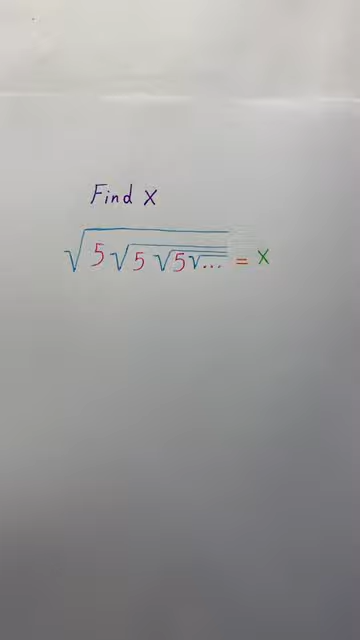 Find x
√5√5√5√... = x